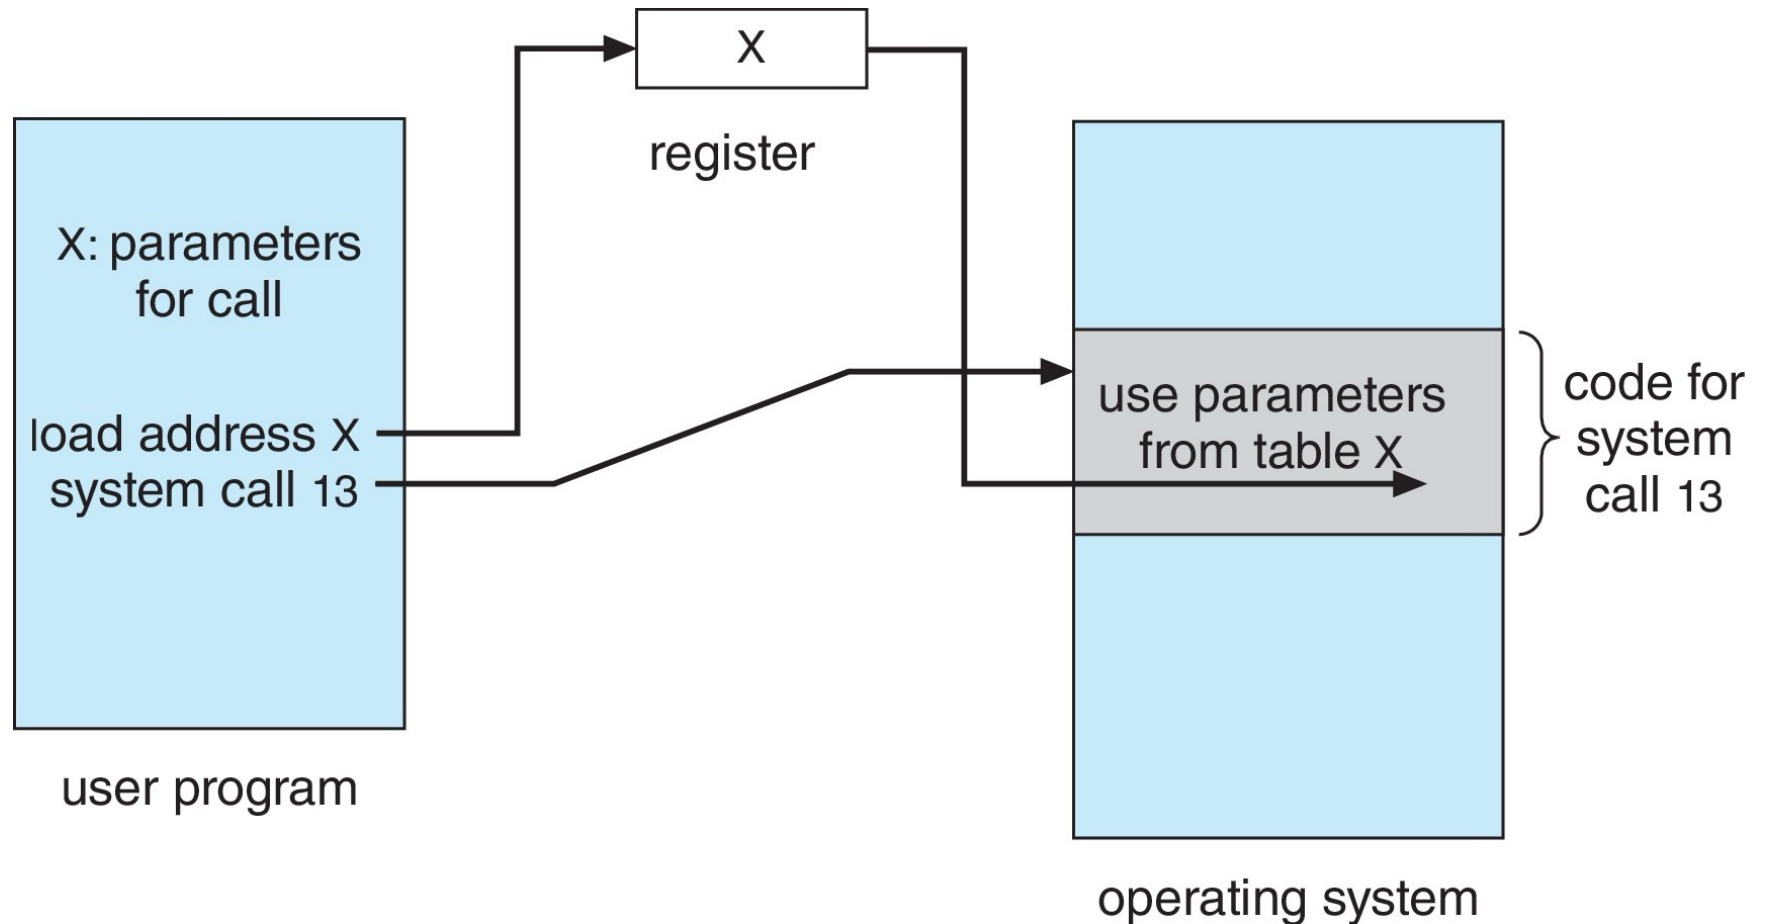 X
register
X: parameters
for call
load address X
system call 13
user program
use parameters
from table X
code for
system
call 13
operating system